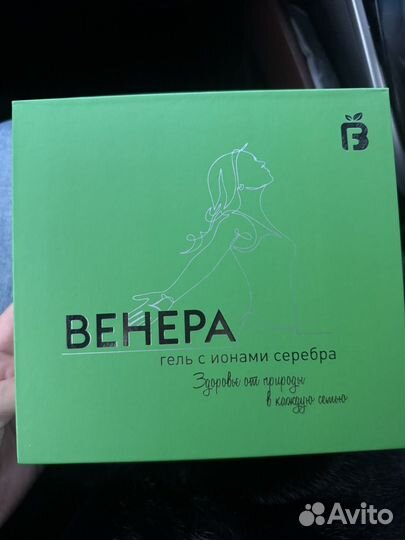 ВЕНЕРА
гель с ионами серебра
Здоровье от природы
в каждую семью
Avito